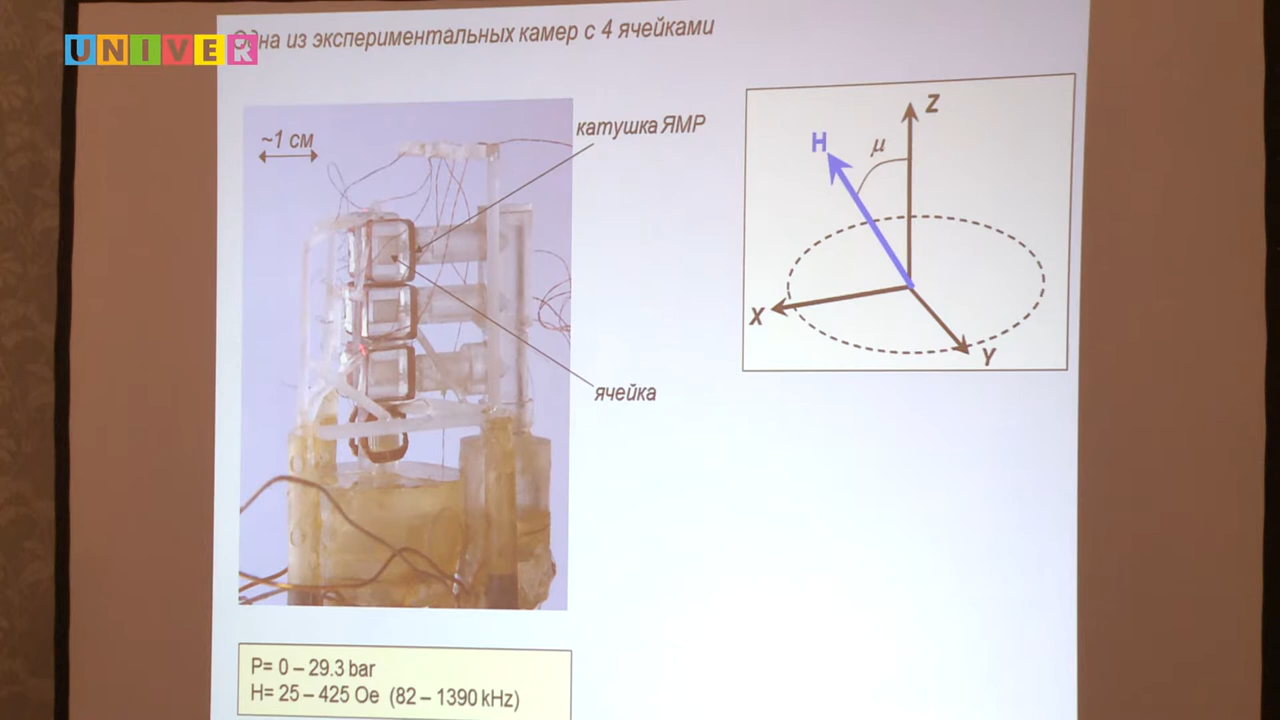 Одна из экспериментальных камер с 4 ячейками
UNIVER
~1 см
катушка ЯМР
ячейка
Z
H
μ
X
Y
P= 0 – 29.3 bar
H= 25 – 425 Oe (82 – 1390 kHz)